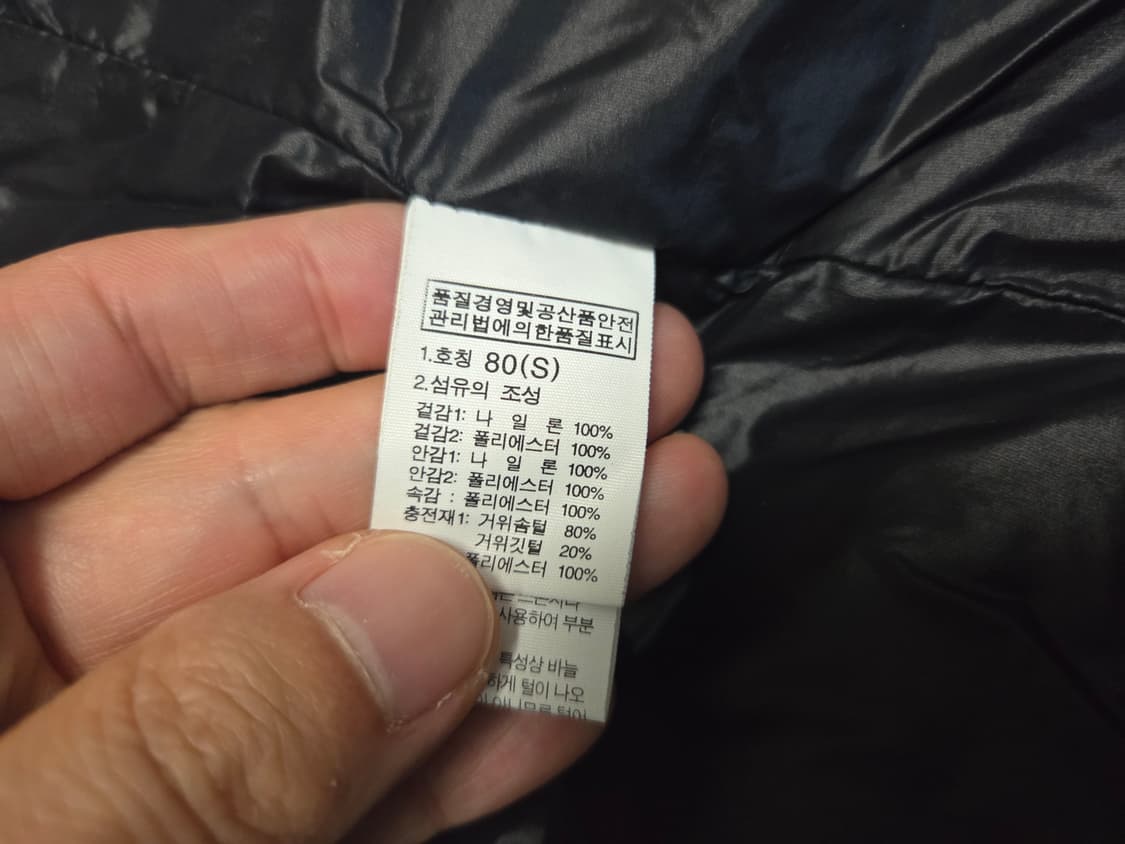 품질경영및공산품안전
관리법에의한품질표시
1.호칭 80(S)
2.섬유의 조성
겉감1: 나 일 론 100%
겉감2: 폴리에스터 100%
안감1: 나 일 론 100%
안감2: 폴리에스터 100%
속감 : 폴리에스터 100%
충전재1: 거위솜털 80%
거위깃털 20%
폴리에스터 100%
사용하여 부분
특성상 바늘
하게 털이 나오